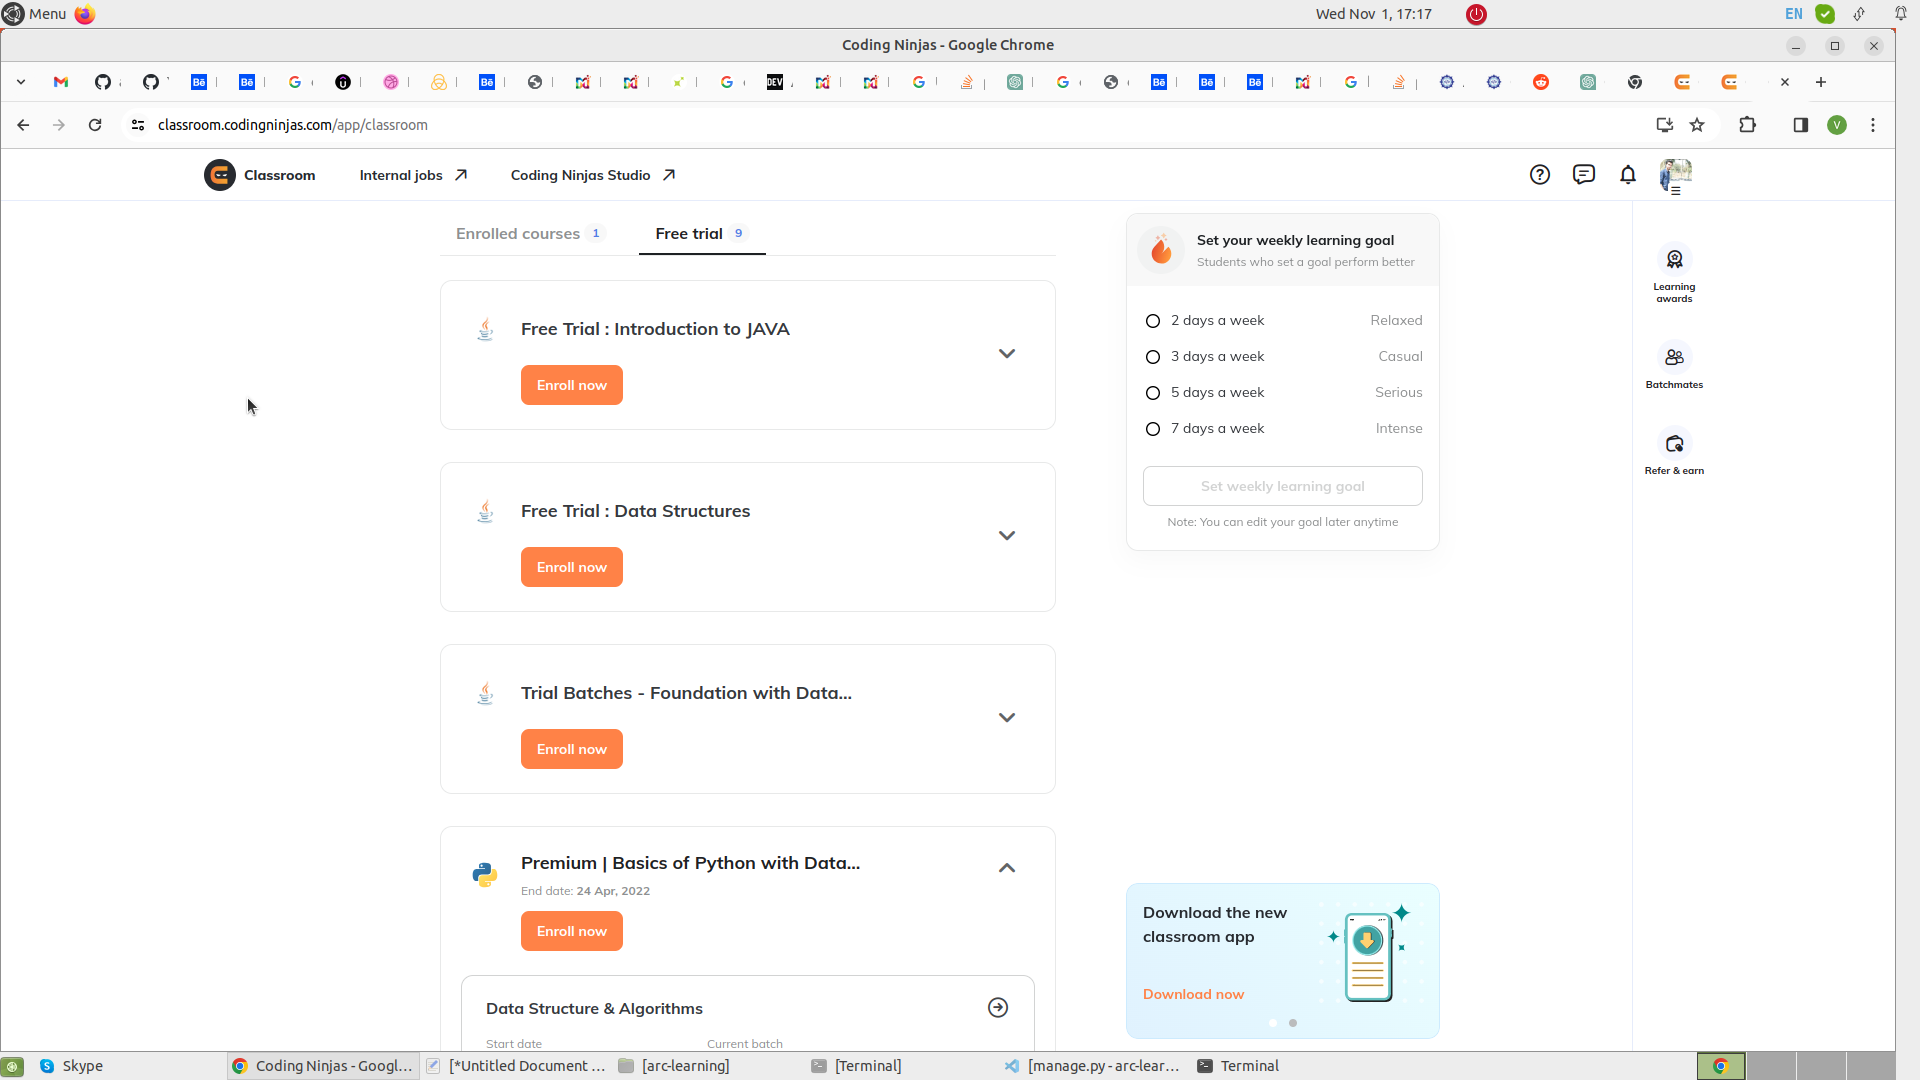 Menu
Wed Nov 1, 17:17
EN
Coding Ninjas - Google Chrome
classroom.codingninjas.com/app/classroom
V
Classroom
Internal jobs
Coding Ninjas Studio
Enrolled courses 1
Free trial 9
Free Trial : Introduction to JAVA
Enroll now
Free Trial : Data Structures
Enroll now
Trial Batches - Foundation with Data...
Enroll now
Premium | Basics of Python with Data...
End date: 24 Apr, 2022
Enroll now
Data Structure & Algorithms
Start date
Current batch
Set your weekly learning goal
Students who set a goal perform better
2 days a week Relaxed
3 days a week Casual
5 days a week Serious
7 days a week Intense
Set weekly learning goal
Note: You can edit your goal later anytime
Download the new
classroom app
Download now
Learning
awards
Batchmates
Refer & earn
Skype
Coding Ninjas - Googl...
[*Untitled Document ...
[arc-learning]
[Terminal]
[manage.py - arc-lear...
Terminal